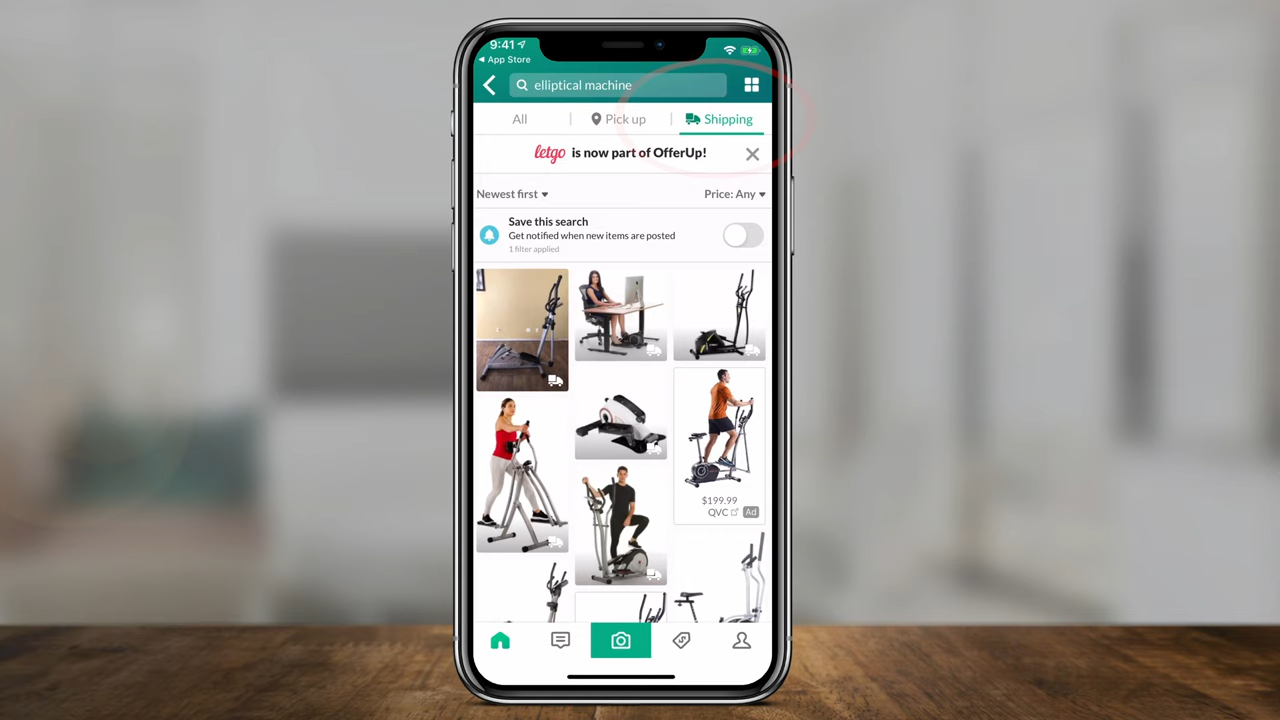 9:41
App Store
elliptical machine
All
Pick up
Shipping
letgo is now part of OfferUp!
Newest first
Price: Any
Save this search
Get notified when new items are posted
1 filter applied
$199.99
QVC Ad